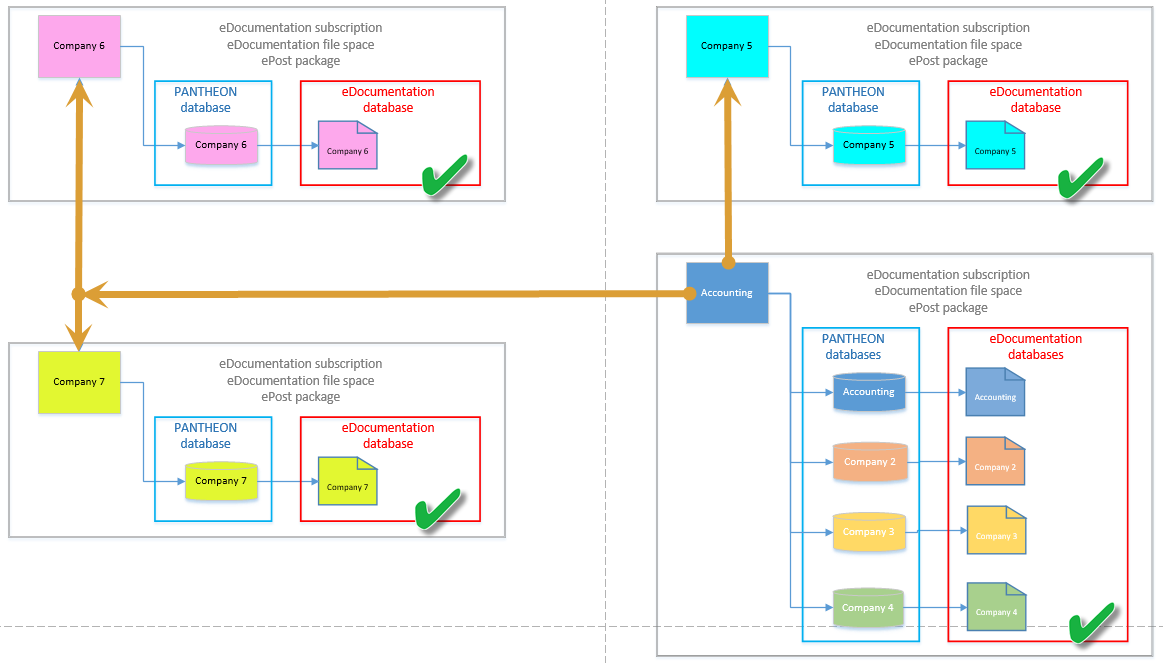 Company 6
eDocumentation subscription
eDocumentation file space
ePost package
PANTHEON
database
Company 6
eDocumentation
database
Company 6
Company 5
eDocumentation subscription
eDocumentation file space
ePost package
PANTHEON
database
Company 5
eDocumentation
database
Company 5
Company 7
eDocumentation subscription
eDocumentation file space
ePost package
PANTHEON
database
Company 7
eDocumentation
database
Company 7
Accounting
eDocumentation subscription
eDocumentation file space
ePost package
PANTHEON
databases
eDocumentation
databases
Accounting
Accounting
Company 2
Company 2
Company 3
Company 3
Company 4
Company 4